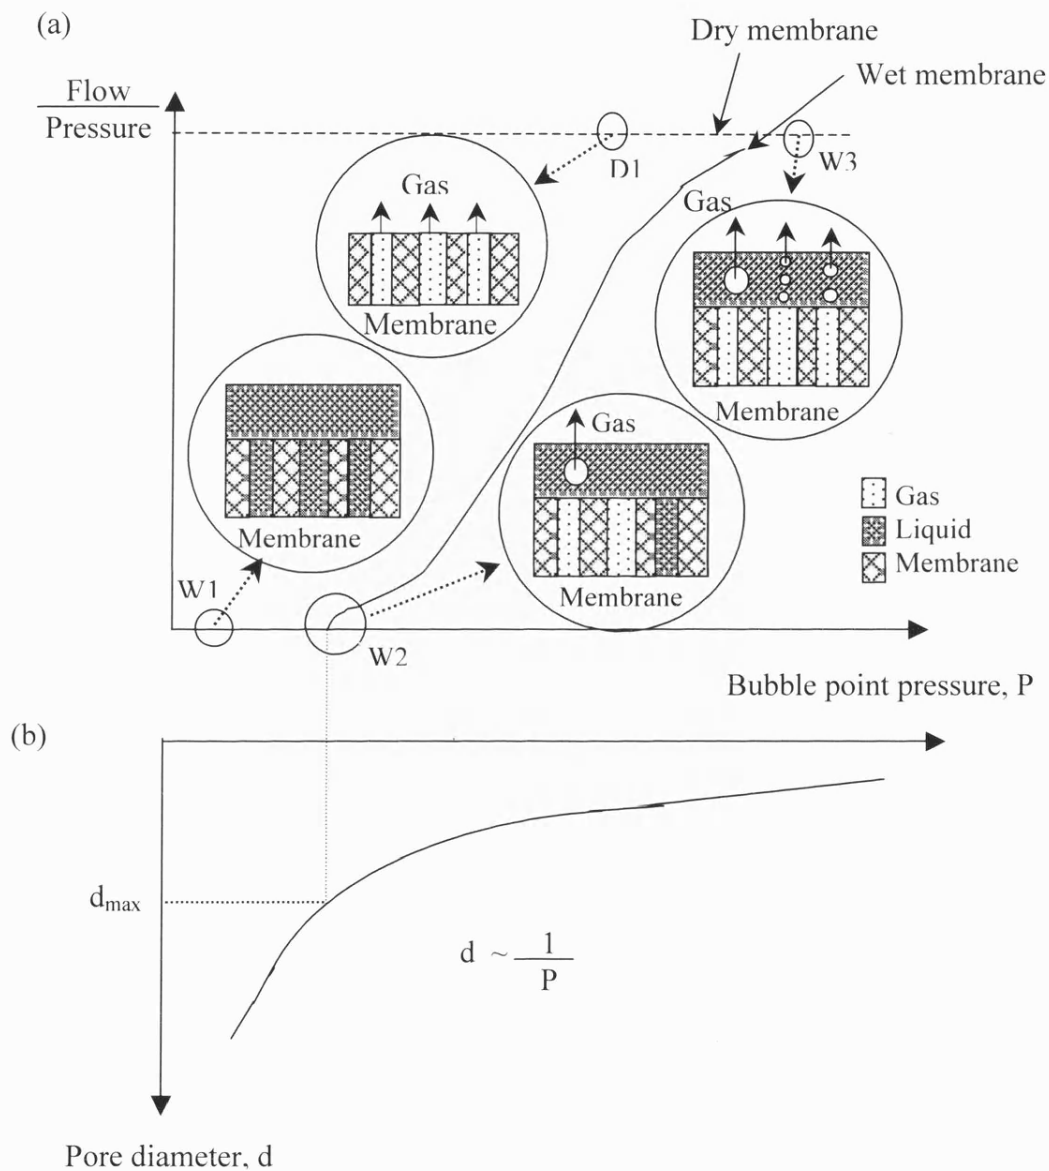 (a)
Dry membrane
Wet membrane
Flow
Pressure
D1
W3
Gas
Membrane
Gas
Membrane
Membrane
Gas
Membrane
Gas
Liquid
Membrane
W1
W2
Bubble point pressure, P
(b)
dmax
d ~ 1
P
Pore diameter, d